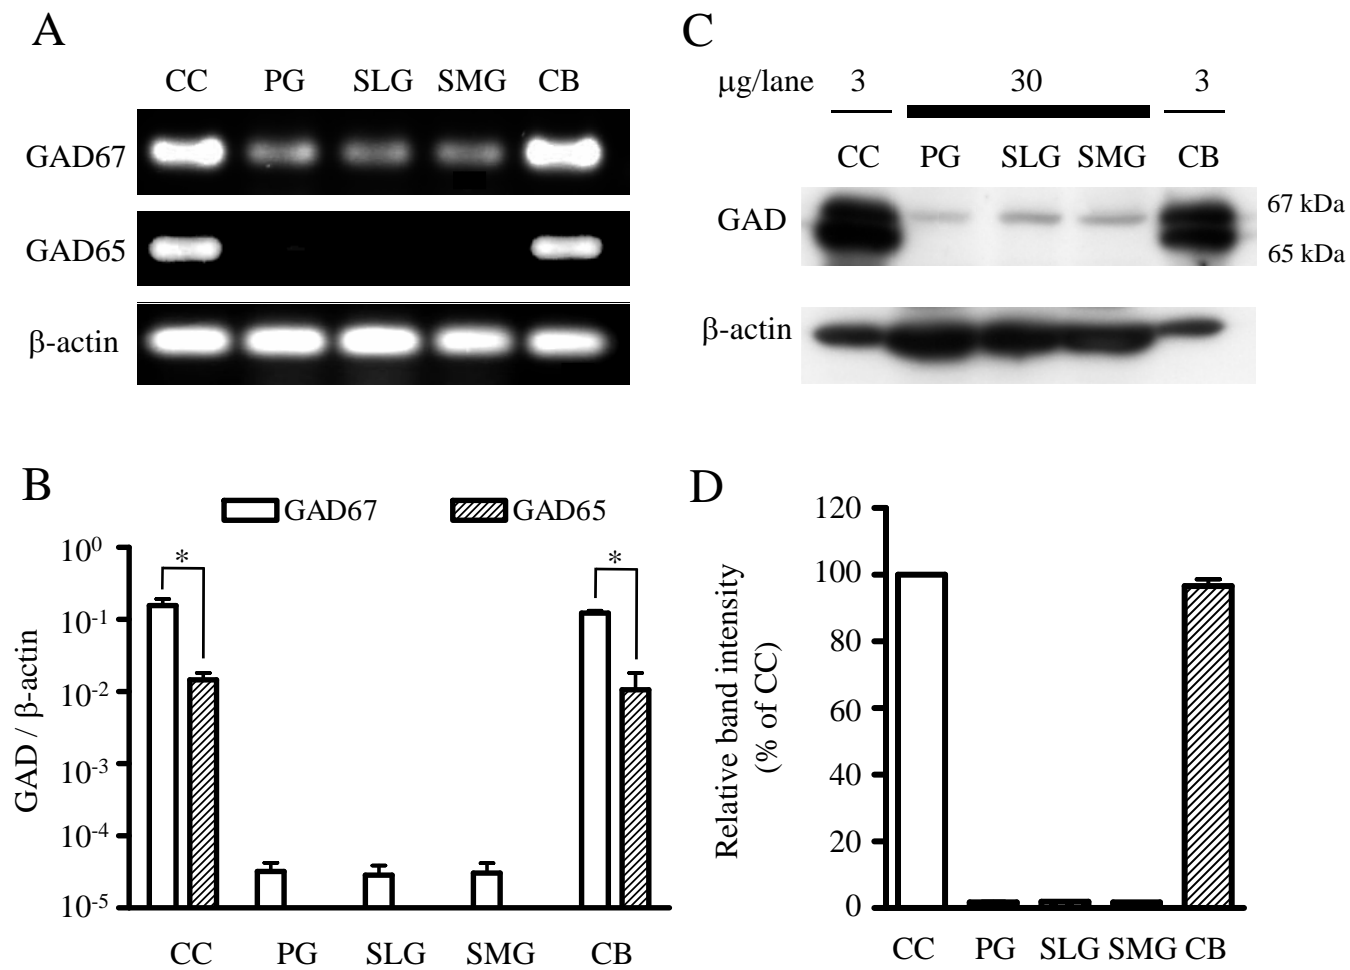 A
CC PG SLG SMG CB
GAD67
GAD65
β-actin
C
μg/lane 3 30 3
CC PG SLG SMG CB
GAD
67 kDa
65 kDa
β-actin
B
GAD67 GAD65
GAD / β-actin
10⁰
10⁻¹
10⁻²
10⁻³
10⁻⁴
10⁻⁵
* *
CC PG SLG SMG CB
D
Relative band intensity
(% of CC)
120
100
80
60
40
20
0
CC PG SLG SMG CB